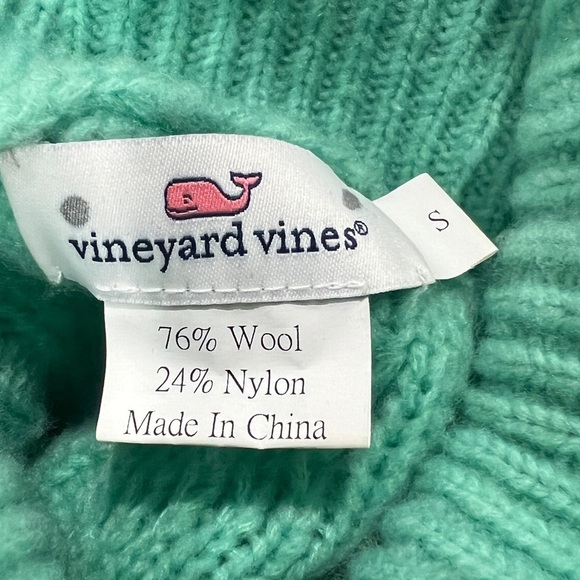 vineyard vines®
S
76% Wool
24% Nylon
Made In China